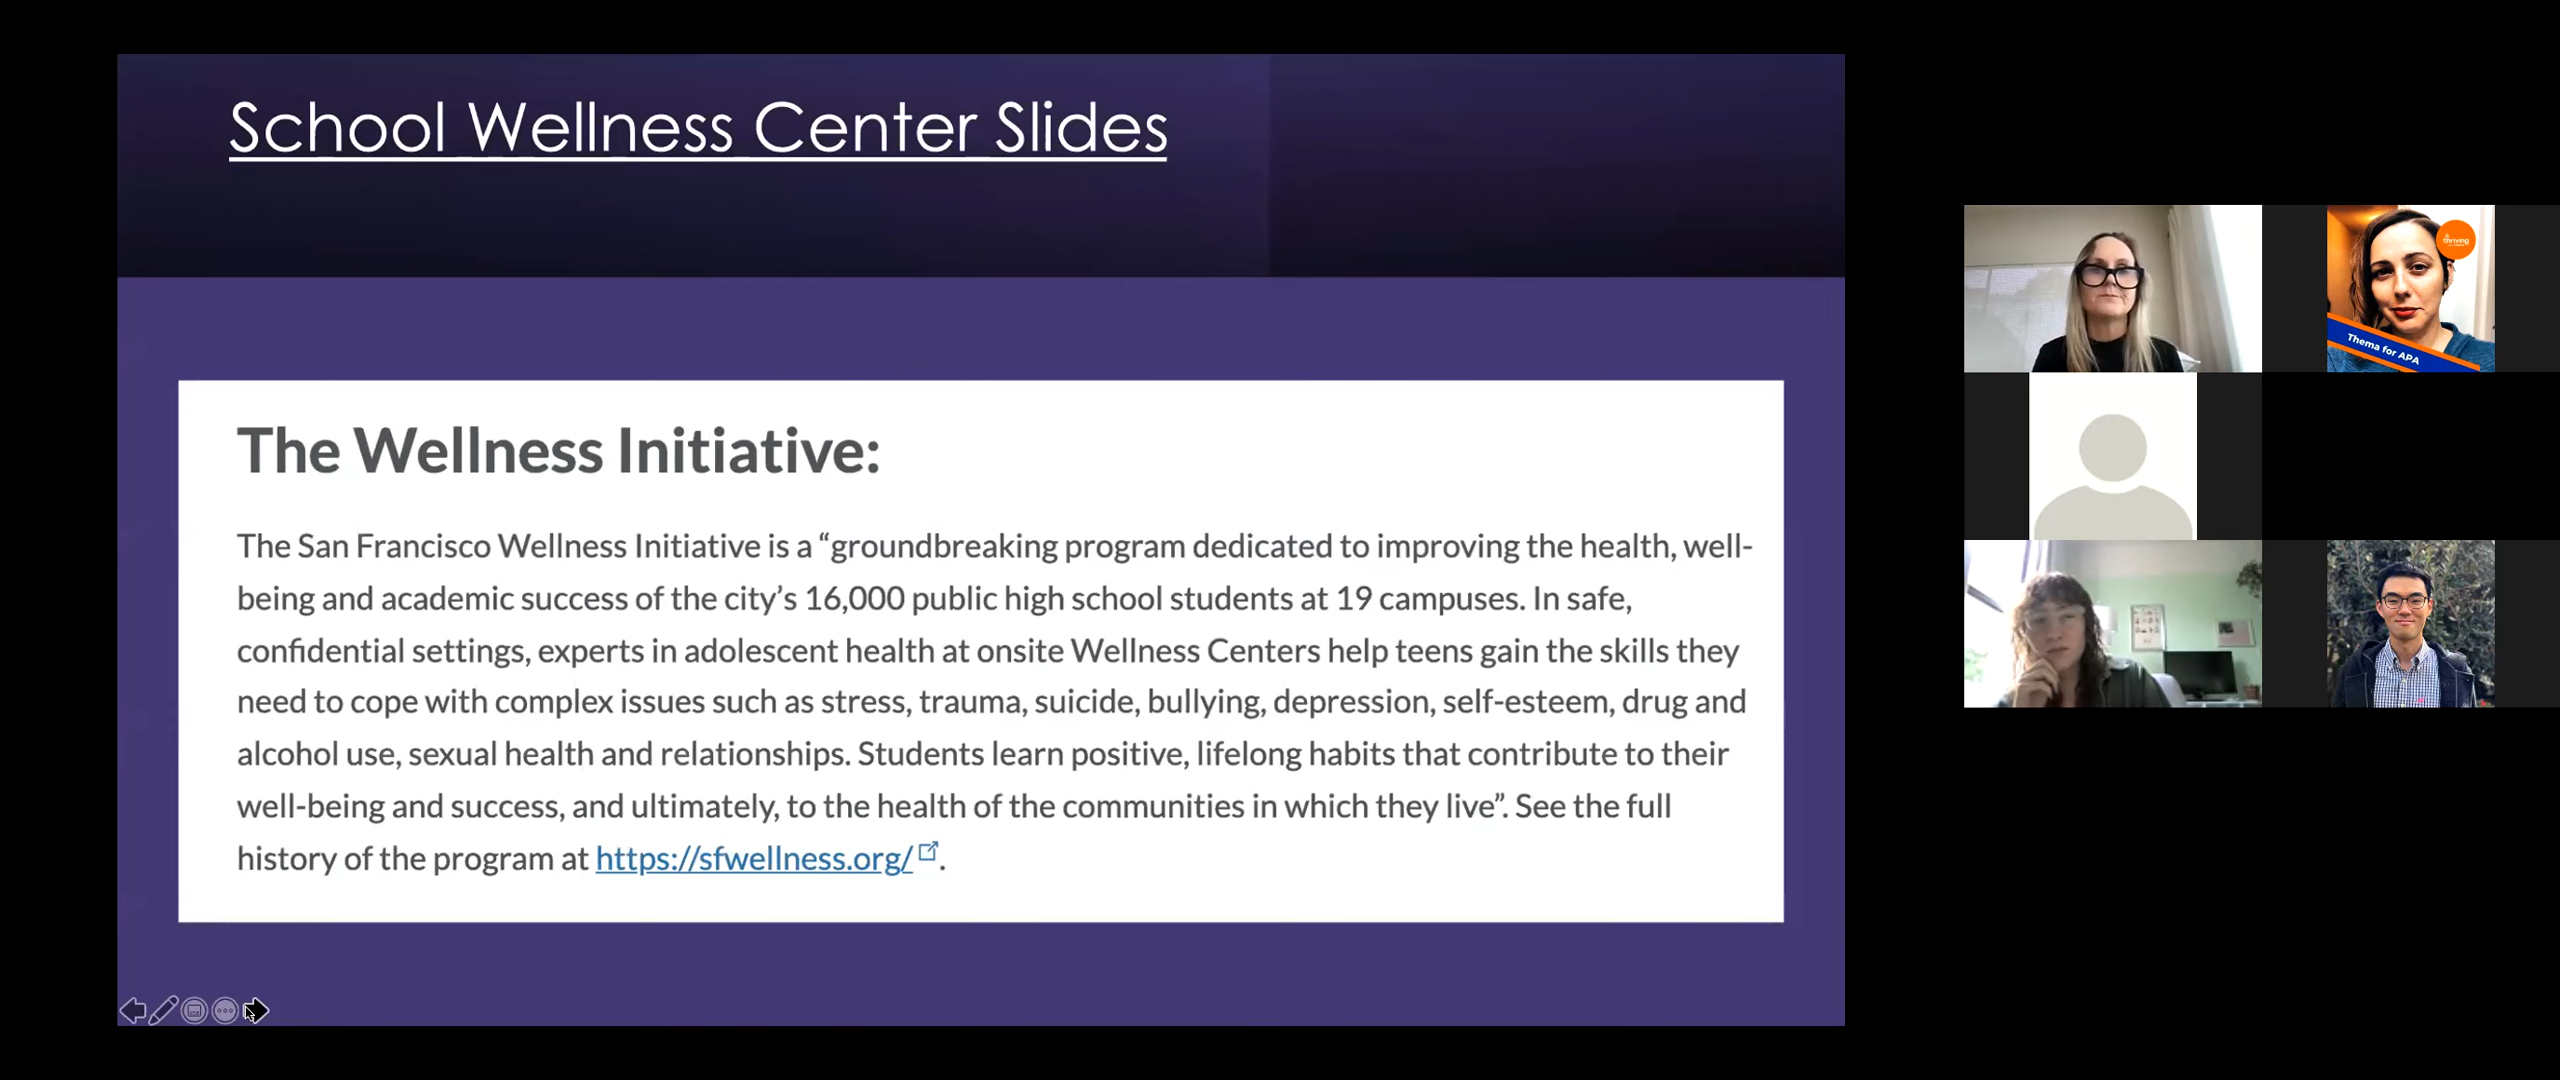 School Wellness Center Slides
The Wellness Initiative:
The San Francisco Wellness Initiative is a “groundbreaking program dedicated to improving the health, well-
being and academic success of the city’s 16,000 public high school students at 19 campuses. In safe,
confidential settings, experts in adolescent health at onsite Wellness Centers help teens gain the skills they
need to cope with complex issues such as stress, trauma, suicide, bullying, depression, self-esteem, drug and
alcohol use, sexual health and relationships. Students learn positive, lifelong habits that contribute to their
well-being and success, and ultimately, to the health of the communities in which they live”. See the full
history of the program at https://sfwellness.org/.
thriving
Thema for APA